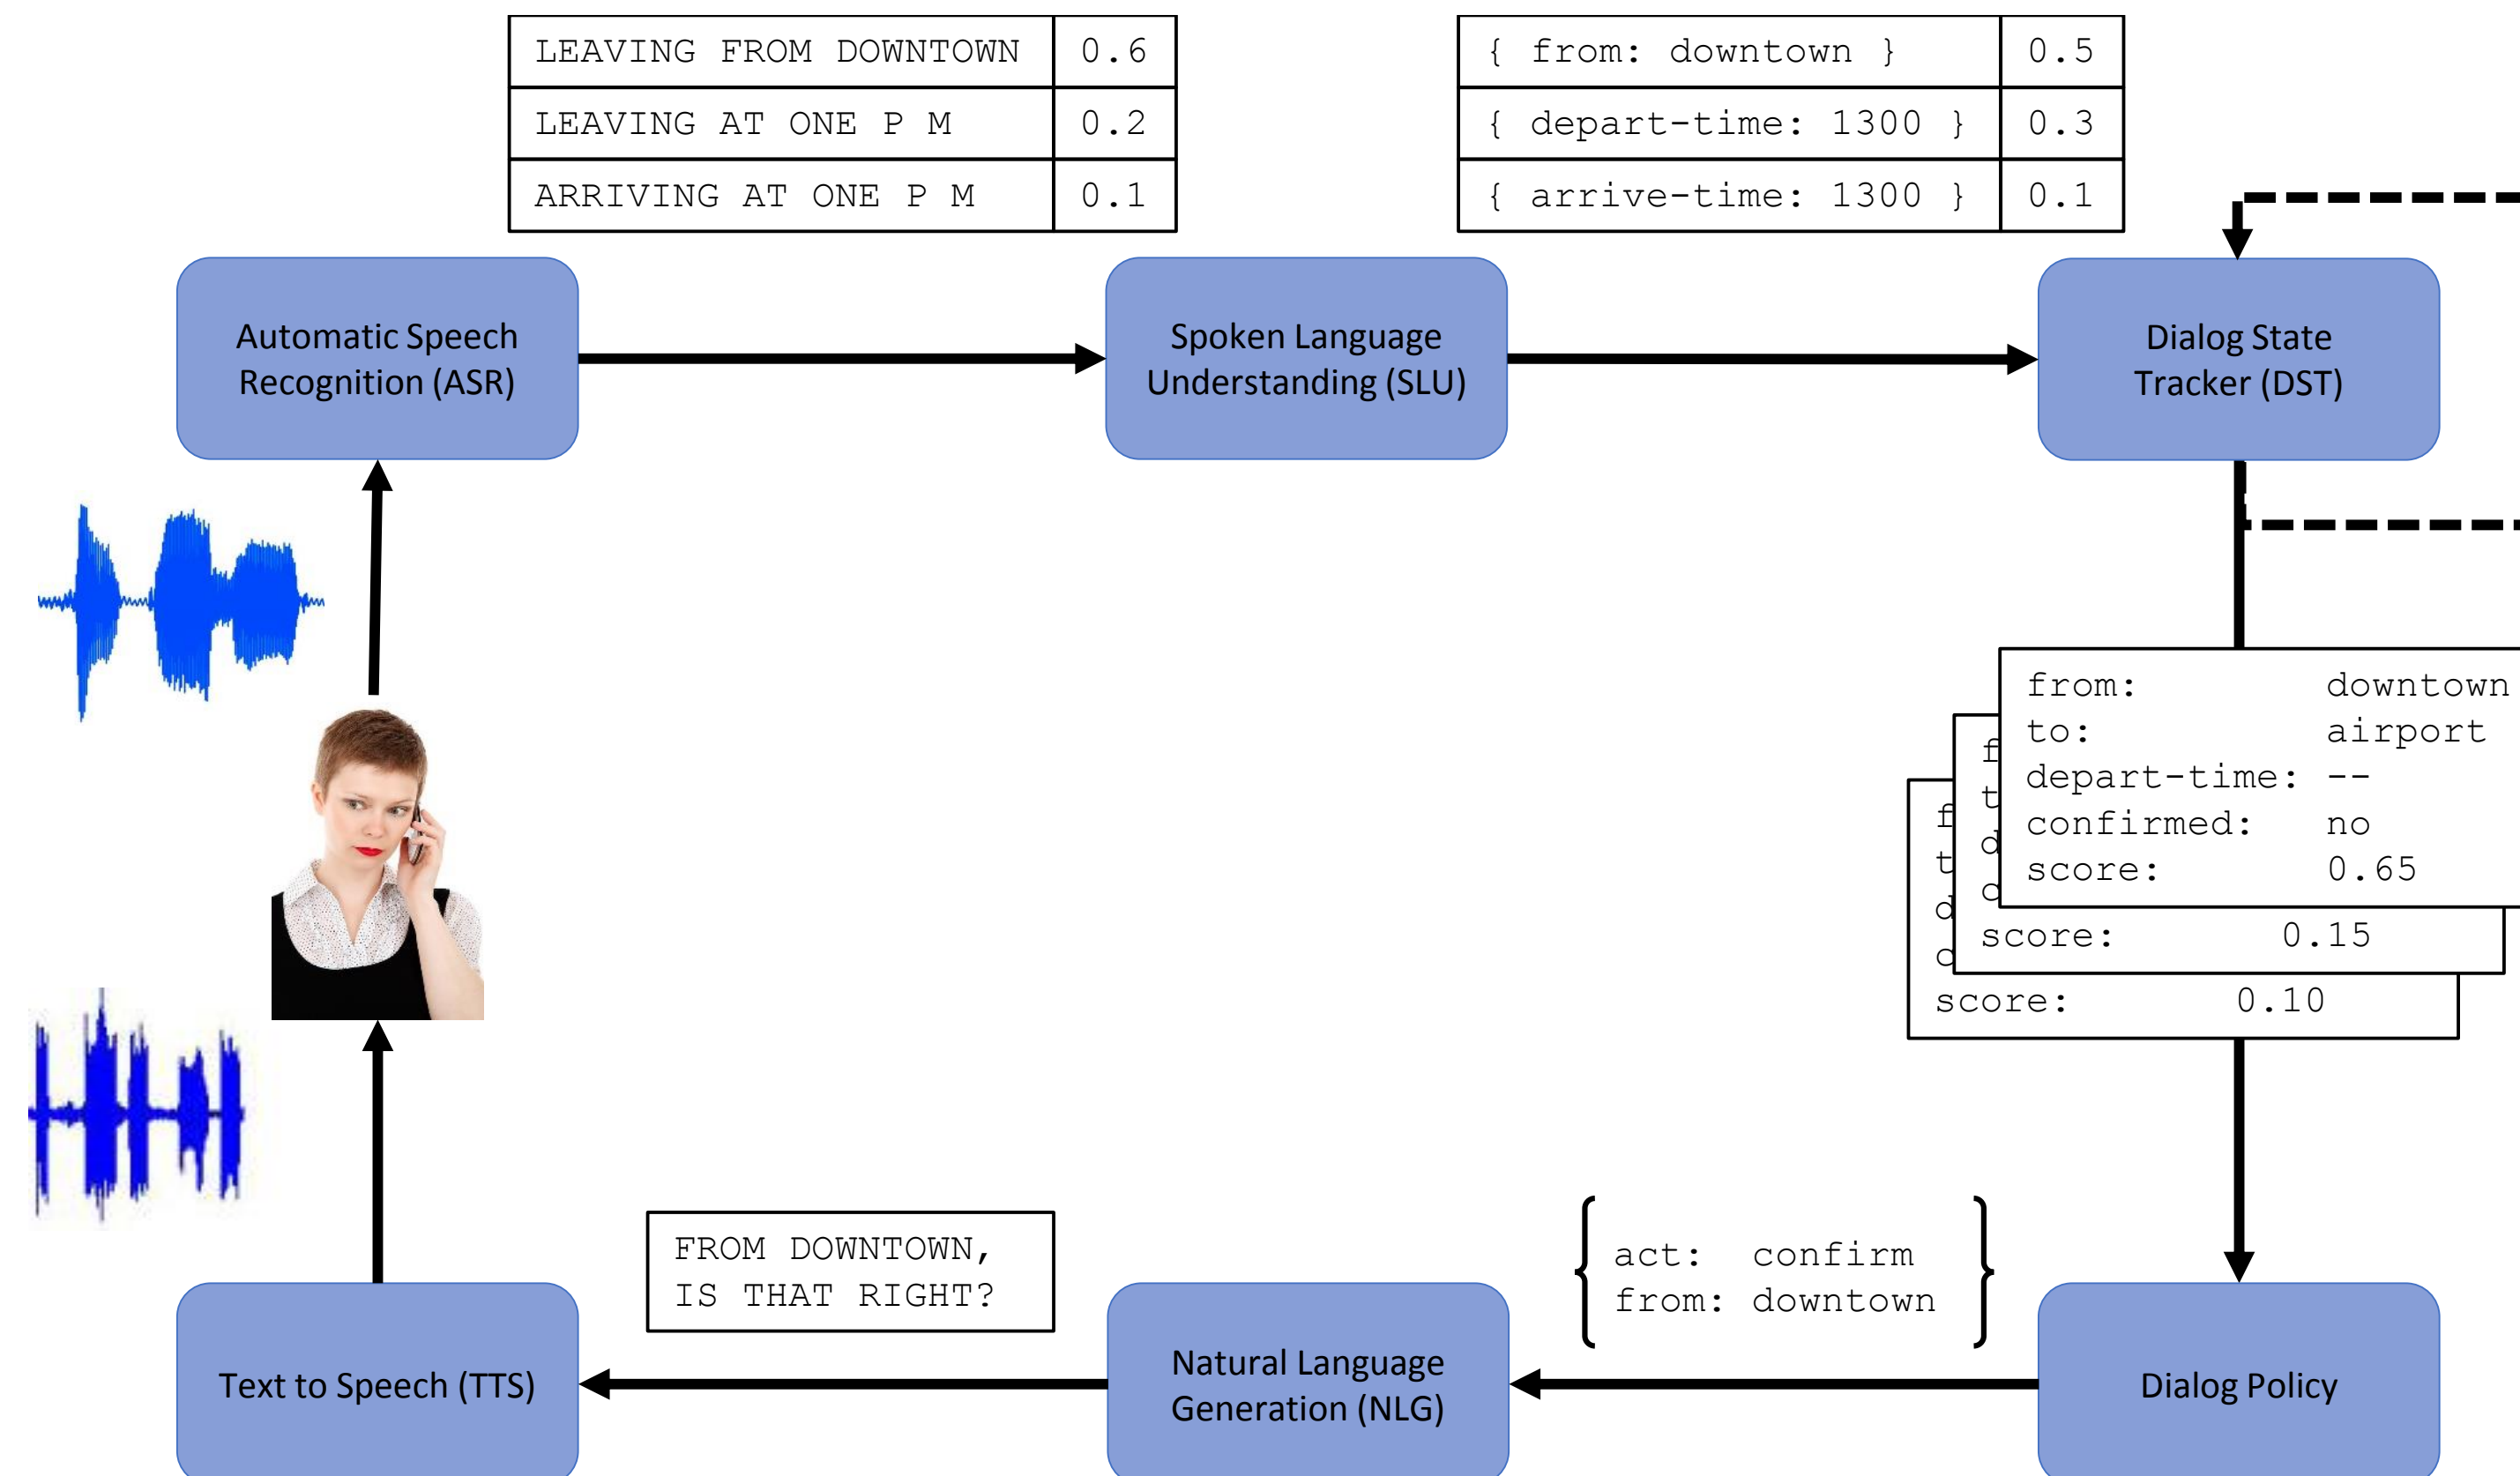 LEAVING FROM DOWNTOWN 0.6
LEAVING AT ONE P M 0.2
ARRIVING AT ONE P M 0.1
{ from: downtown } 0.5
{ depart-time: 1300 } 0.3
{ arrive-time: 1300 } 0.1
Automatic Speech
Recognition (ASR)
Spoken Language
Understanding (SLU)
Dialog State
Tracker (DST)
from: downtown
to: airport
depart-time: --
confirmed: no
score: 0.65
f
t
d
c
score: 0.15
f
t
d
c
score: 0.10
act: confirm
from: downtown
FROM DOWNTOWN,
IS THAT RIGHT?
Text to Speech (TTS)
Natural Language
Generation (NLG)
Dialog Policy